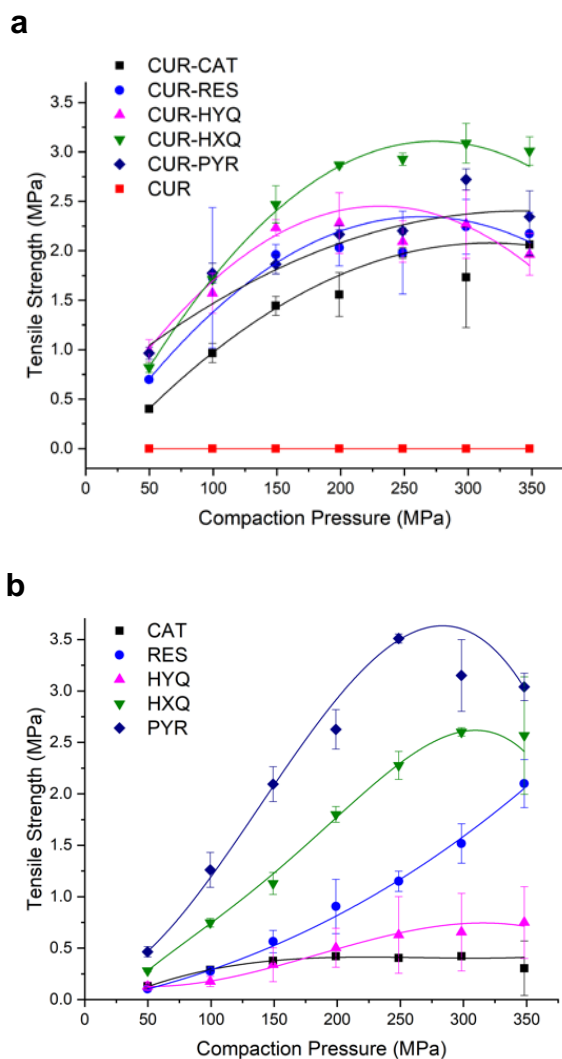 a
CUR-CAT
CUR-RES
CUR-HYQ
CUR-HXQ
CUR-PYR
CUR
Tensile Strength (MPa)
3.5
3.0
2.5
2.0
1.5
1.0
0.5
0.0
0 50 100 150 200 250 300 350
Compaction Pressure (MPa)
b
CAT
RES
HYQ
HXQ
PYR
Tensile Strength (MPa)
3.5
3.0
2.5
2.0
1.5
1.0
0.5
0.0
0 50 100 150 200 250 300 350
Compaction Pressure (MPa)